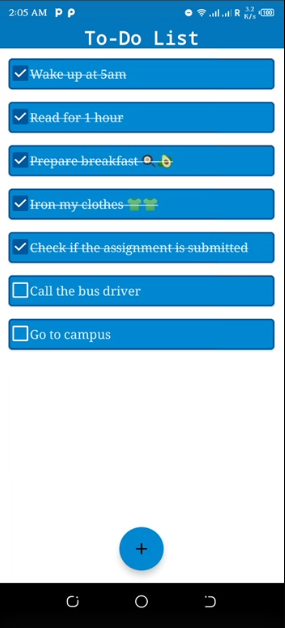 2:05 AM P P R 3.2 K/s 100
To-Do List
Wake up at 5am
Read for 1 hour
Prepare breakfast 🍳 🥑
Iron my clothes 👕👕
Check if the assignment is submitted
Call the bus driver
Go to campus
+